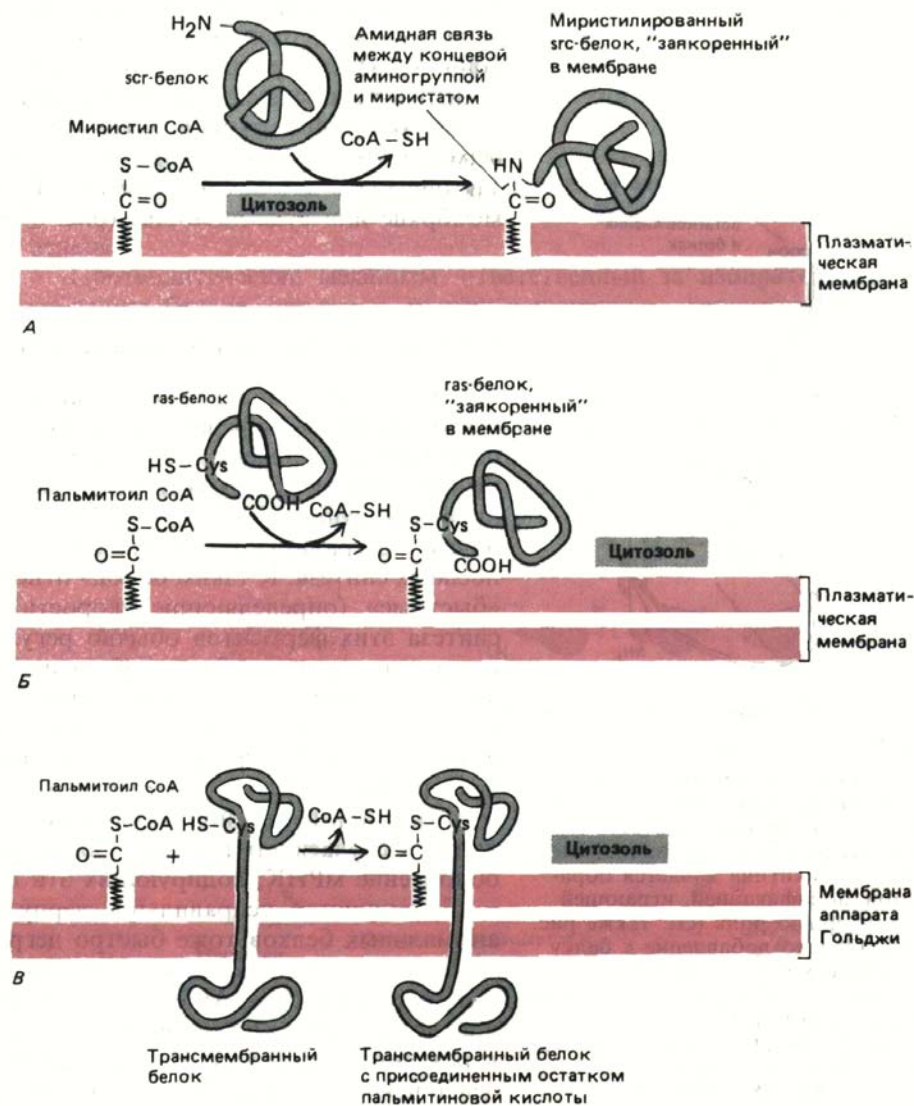 H₂N
scr-белок
Миристил СоА
S–CoA
C=O
CoA–SH
Цитозоль
Амидная связь
между концевой
аминогруппой
и миристатом
Миристилированный
src-белок, "заякоренный"
в мембране
HN
C=O
Плазмати-
ческая
мембрана
А
ras-белок
HS–Cys
COOH
Пальмитоил СоА
S–CoA
O=C
CoA–SH
ras-белок,
"заякоренный"
в мембране
S–Cys
O=C
COOH
Цитозоль
Плазмати-
ческая
мембрана
Б
Пальмитоил СоА
S–CoA
HS–Cys
O=C
+
CoA–SH
S–Cys
O=C
Цитозоль
Мембрана
аппарата
Гольджи
В
Трансмембранный
белок
Трансмембранный белок
с присоединенным остатком
пальмитиновой кислоты